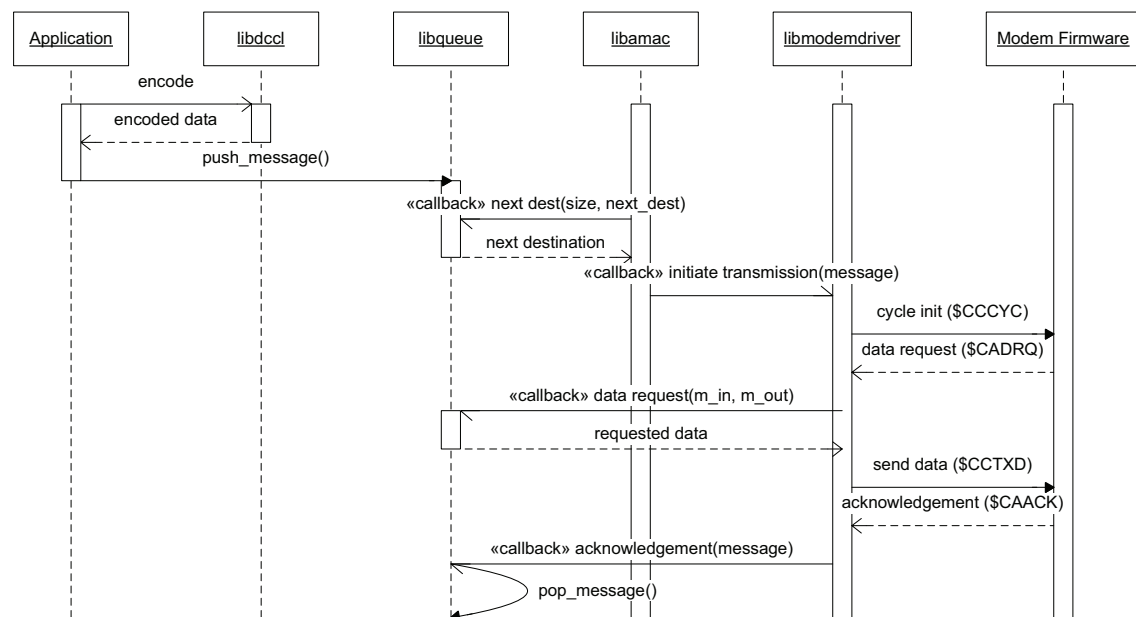 Application
libdccl
libqueue
libamac
libmodemdriver
Modem Firmware
encode
encoded data
push_message()
«callback» next dest(size, next_dest)
next destination
«callback» initiate transmission(message)
cycle init ($CCCYC)
data request ($CADRQ)
«callback» data request(m_in, m_out)
requested data
send data ($CCTXD)
acknowledgement ($CAACK)
«callback» acknowledgement(message)
pop_message()